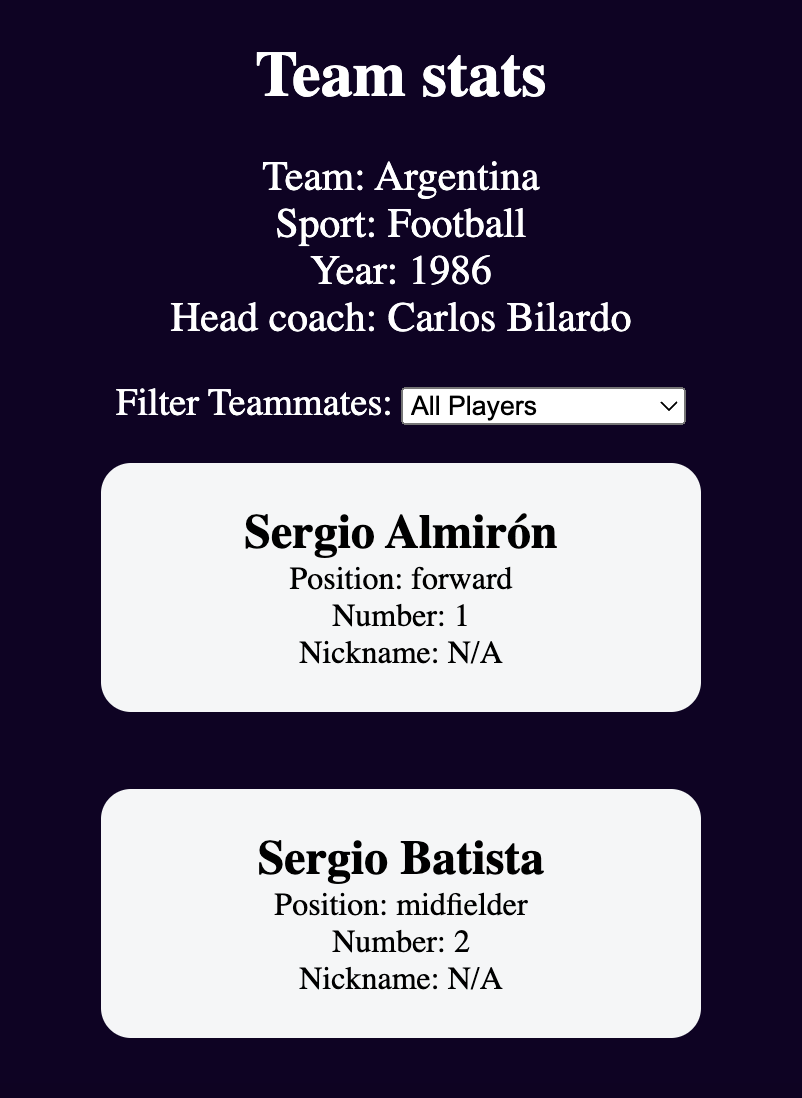 Team stats
Team: Argentina
Sport: Football
Year: 1986
Head coach: Carlos Bilardo
Filter Teammates: All Players
Sergio Almirón
Position: forward
Number: 1
Nickname: N/A
Sergio Batista
Position: midfielder
Number: 2
Nickname: N/A